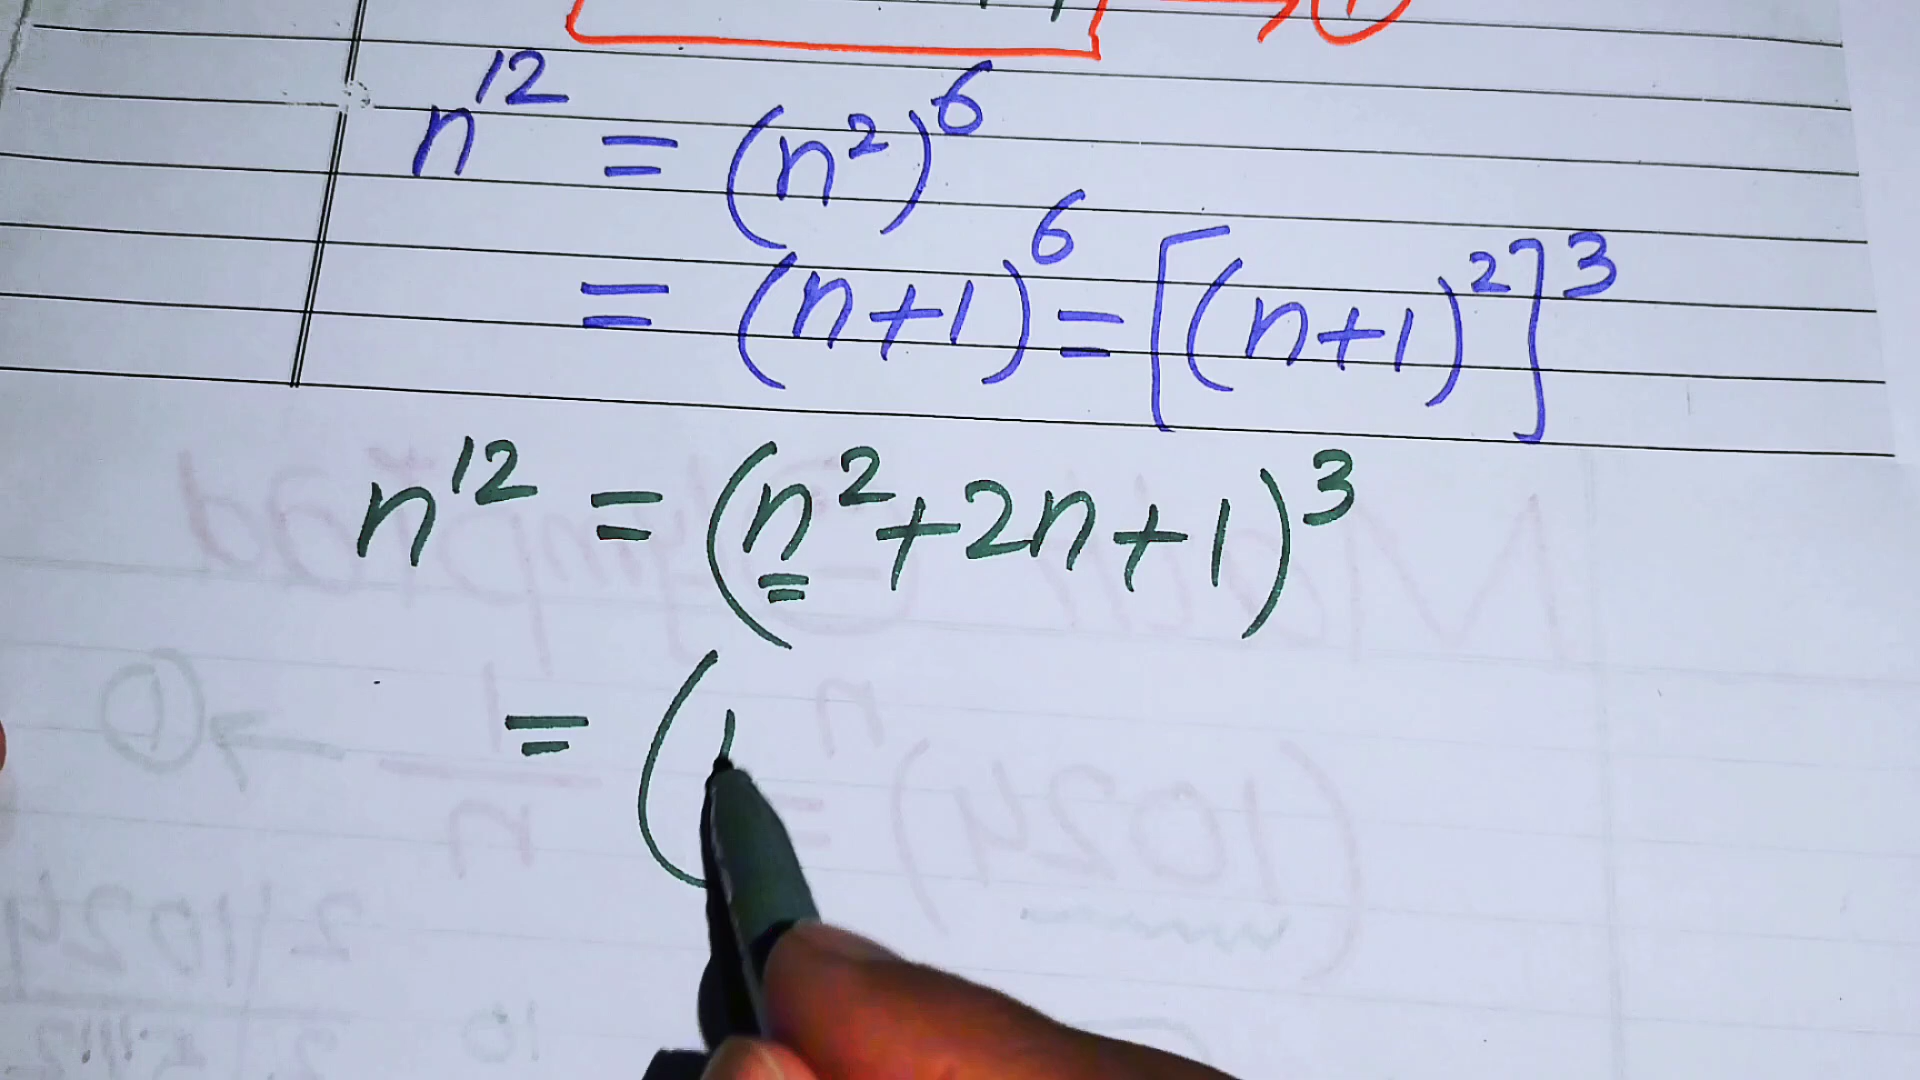 n¹² = (n²)⁶
= (n+1)⁶ = [(n+1)²]³
n¹² = (n²+2n+1)³
= (